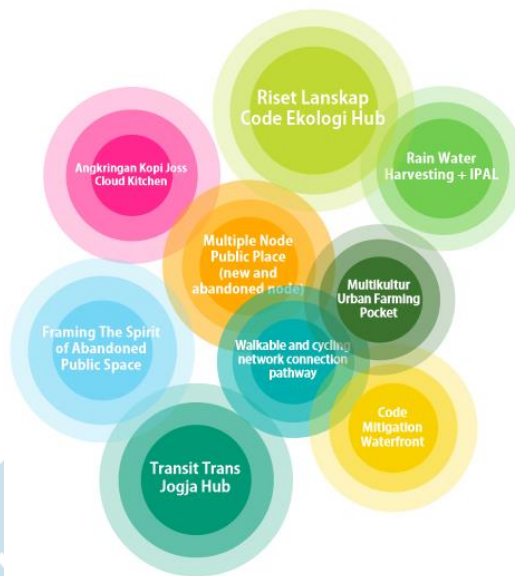 Riset Lanskap
Code Ekologi Hub
Angkringan Kopi Joss
Cloud Kitchen
Rain Water
Harvesting + IPAL
Multiple Node
Public Place
(new and
abandoned node)
Multikultur
Urban Farming
Pocket
Framing The Spirit
of Abandoned
Public Space
Walkable and cycling
network connection
pathway
Code
Mitigation
Waterfront
Transit Trans
Jogja Hub